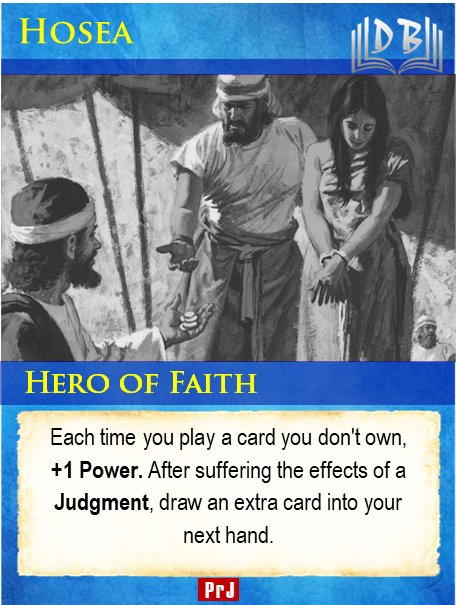 Hosea
DB
Hero of Faith
Each time you play a card you don't own,
+1 Power. After suffering the effects of a
Judgment, draw an extra card into your
next hand.
PrJ